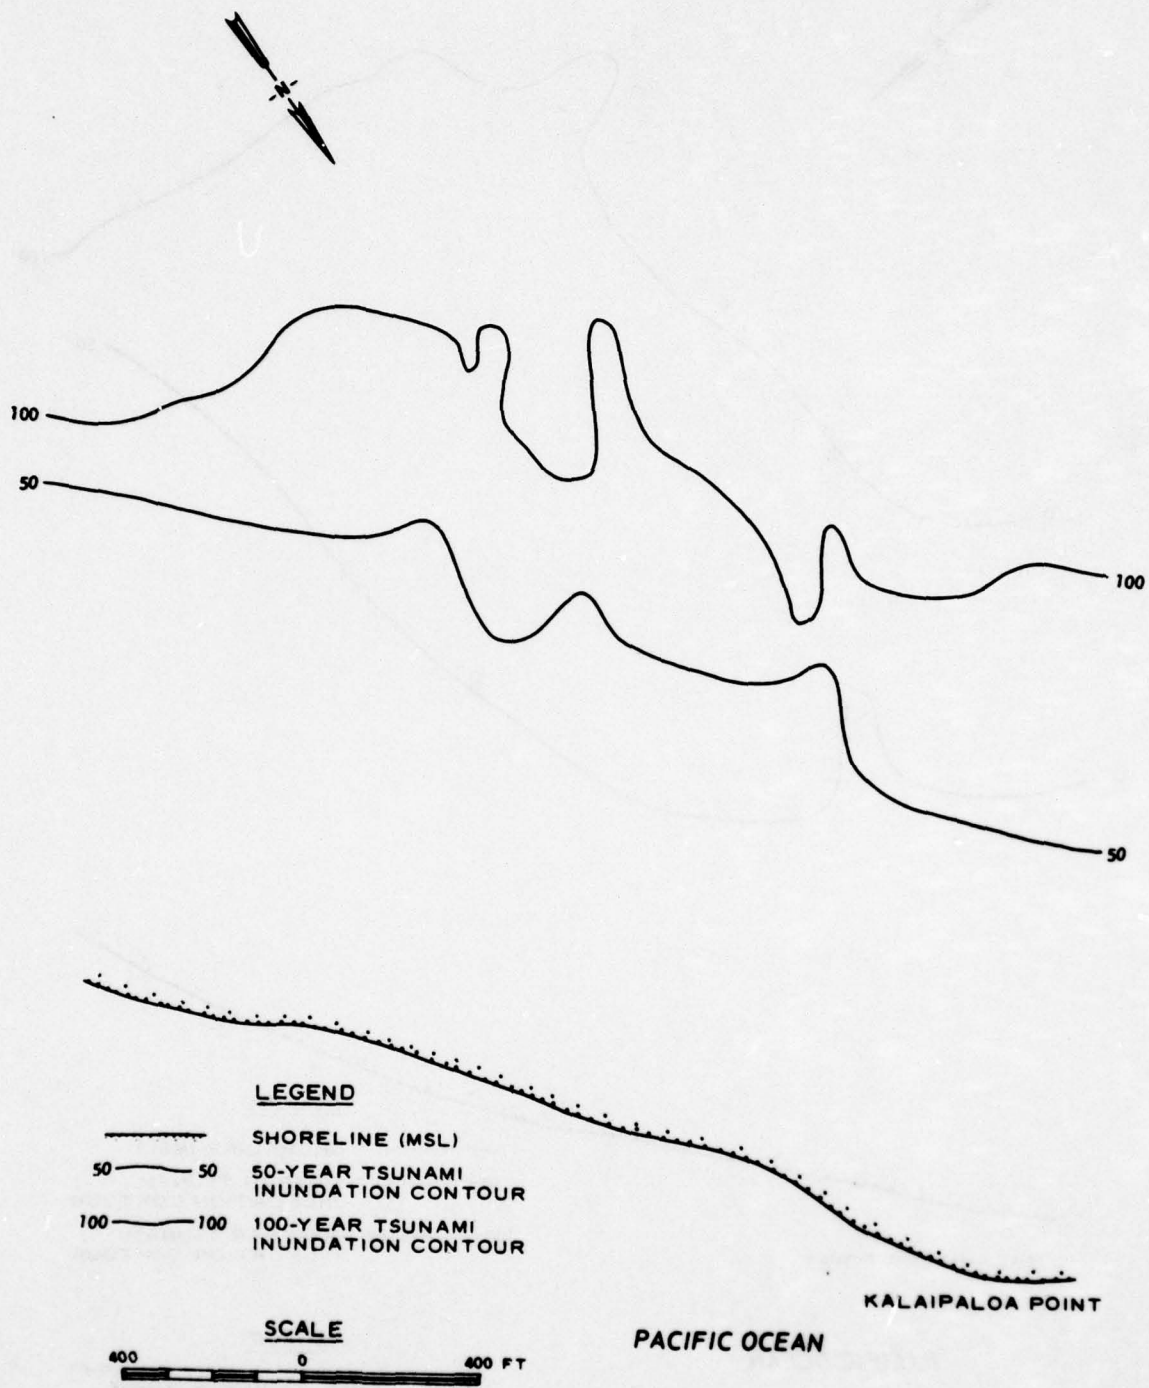 N
100
50
100
50
LEGEND
SHORELINE (MSL)
50 50 50-YEAR TSUNAMI
INUNDATION CONTOUR
100 100 100-YEAR TSUNAMI
INUNDATION CONTOUR
KALAIPALOA POINT
SCALE
PACIFIC OCEAN
400 0 400 FT